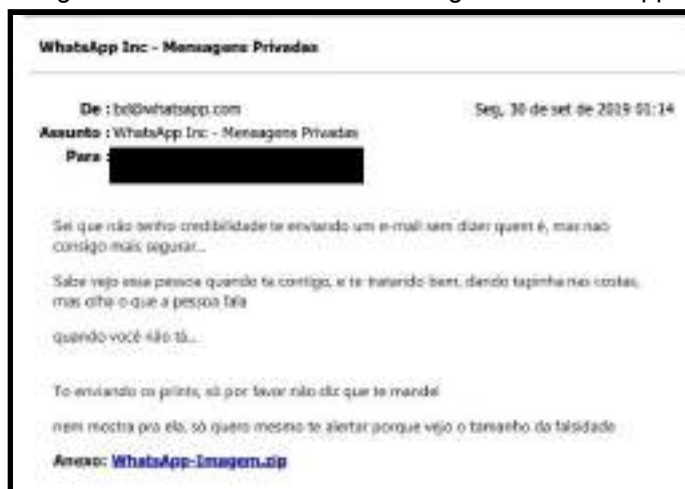 WhatsApp Inc - Mensagens Privadas
De : bd@whatsapp.com Seg, 30 de set de 2019 01:14
Assunto : WhatsApp Inc - Mensagens Privadas
Para :
Sei que não tenho credibilidade te enviando um e-mail sem dizer quem é, mas nao
consigo mais segurar...
Sabe vejo essa pessoa quando ta contigo, e te tratando bem, dando tapinha nas costas,
mas olha o que a pessoa fala
quando você não tá...
To enviando os prints, só por favor não diz que te mandei
nem mostra pra ela, só quero mesmo te alertar porque vejo o tamanho da falsidade
Anexo: WhatsApp-Imagem.zip